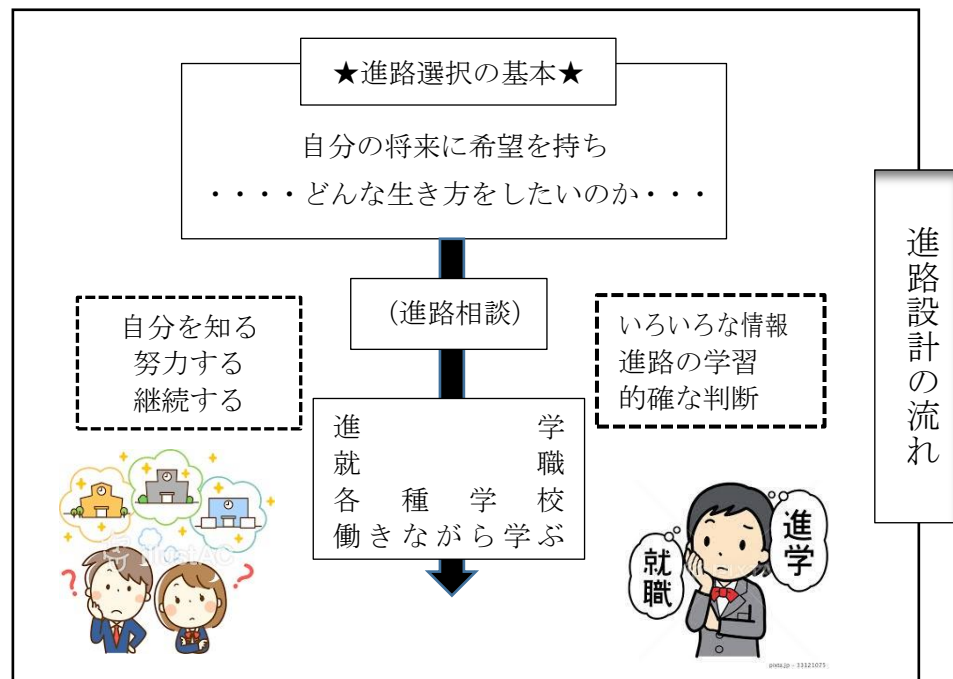 ★進路選択の基本★
自分の将来に希望を持ち
・・・・どんな生き方をしたいのか・・・
進路設計の流れ
(進路相談)
自分を知る
努力する
継続する
いろいろな情報
進路の学習
的確な判断
進学
就職
各種学校
働きながら学ぶ
?
?
進学
就職
pixta.jp - 33121075